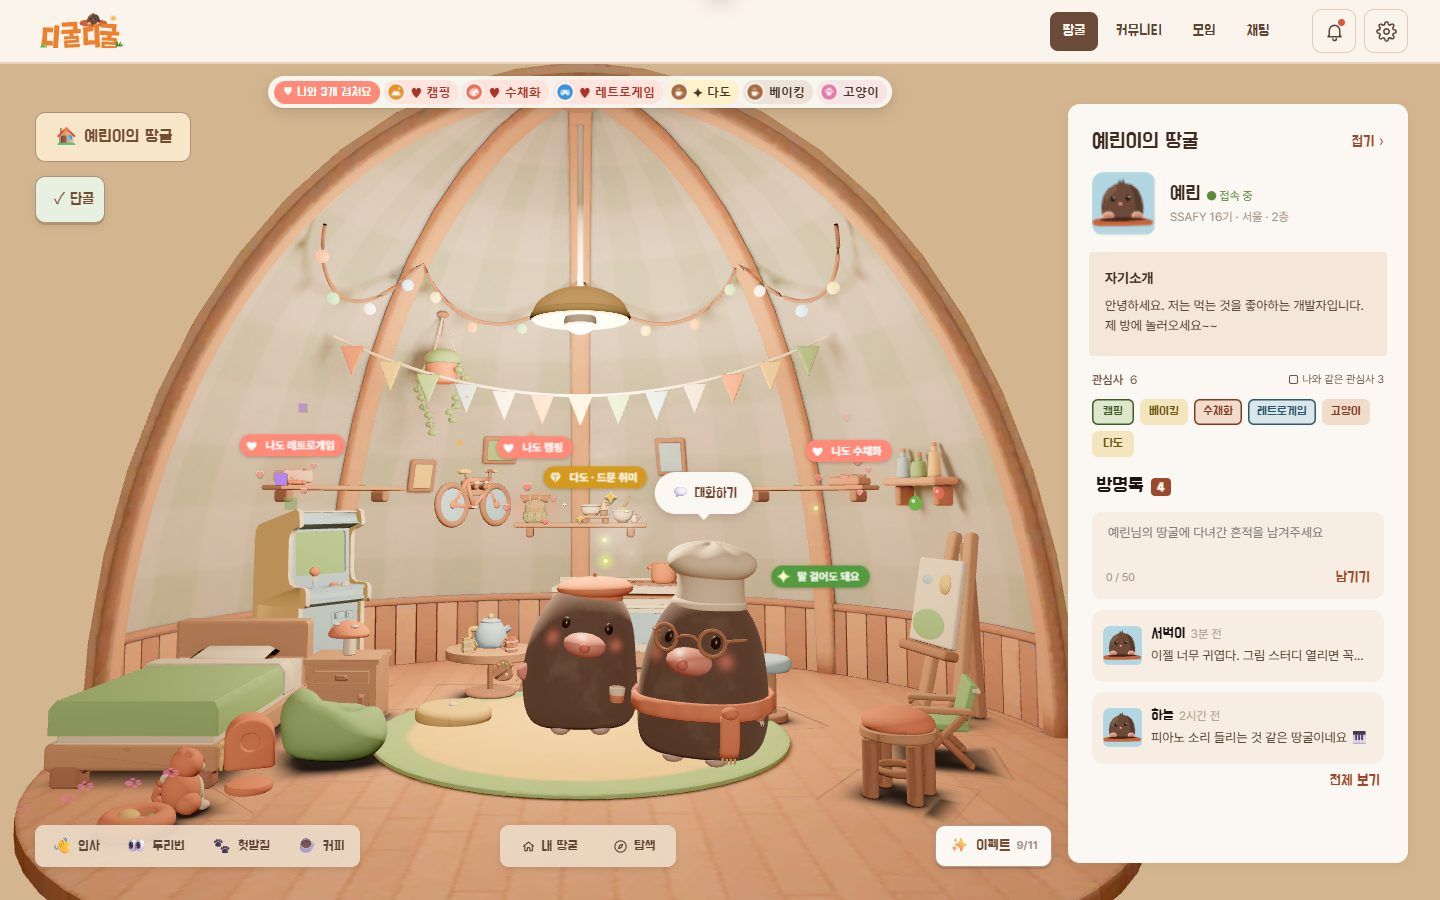 디굴디굴
땅굴
커뮤니티
모임
채팅
♥ 나와 3개 겹쳐요
♥ 캠핑
♥ 수채화
♥ 레트로게임
✦ 다도
베이킹
고양이
예린이의 땅굴
✓ 단골
나도 레트로게임
나도 캠핑
다도 · 드문 취미
나도 수채화
대화하기
말 걸어도 돼요
인사
두리번
헛발질
커피
내 땅굴
탐색
이펙트 9/11
예린이의 땅굴
접기 ›
예린 접속 중
SSAFY 16기 · 서울 · 2층
자기소개
안녕하세요. 저는 먹는 것을 좋아하는 개발자입니다.
제 방에 놀러오세요~~
관심사 6
나와 같은 관심사 3
캠핑
베이킹
수채화
레트로게임
고양이
다도
방명록 4
예린님의 땅굴에 다녀간 흔적을 남겨주세요
0 / 50
남기기
서벅이 3분 전
이젤 너무 귀엽다. 그림 스터디 열리면 꼭...
하늘 2시간 전
피아노 소리 들리는 것 같은 땅굴이네요 🎹
전체 보기